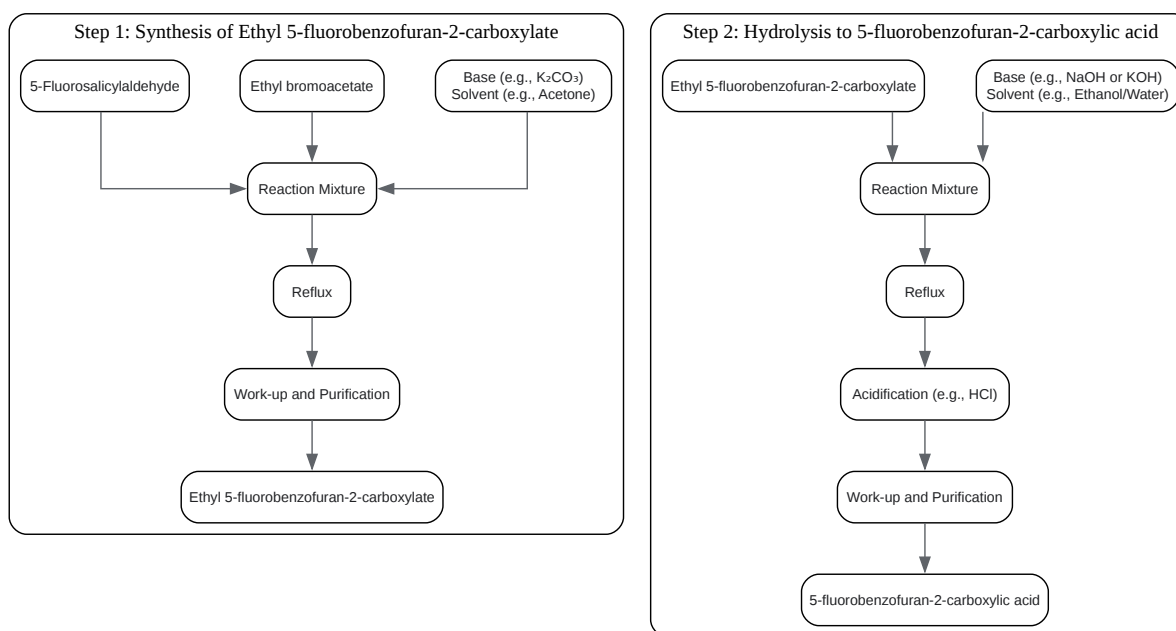 Step 1: Synthesis of Ethyl 5-fluorobenzofuran-2-carboxylate
5-Fluorosalicylaldehyde
Ethyl bromoacetate
Base (e.g., K₂CO₃)
Solvent (e.g., Acetone)
Reaction Mixture
Reflux
Work-up and Purification
Ethyl 5-fluorobenzofuran-2-carboxylate
Step 2: Hydrolysis to 5-fluorobenzofuran-2-carboxylic acid
Ethyl 5-fluorobenzofuran-2-carboxylate
Base (e.g., NaOH or KOH)
Solvent (e.g., Ethanol/Water)
Reaction Mixture
Reflux
Acidification (e.g., HCl)
Work-up and Purification
5-fluorobenzofuran-2-carboxylic acid